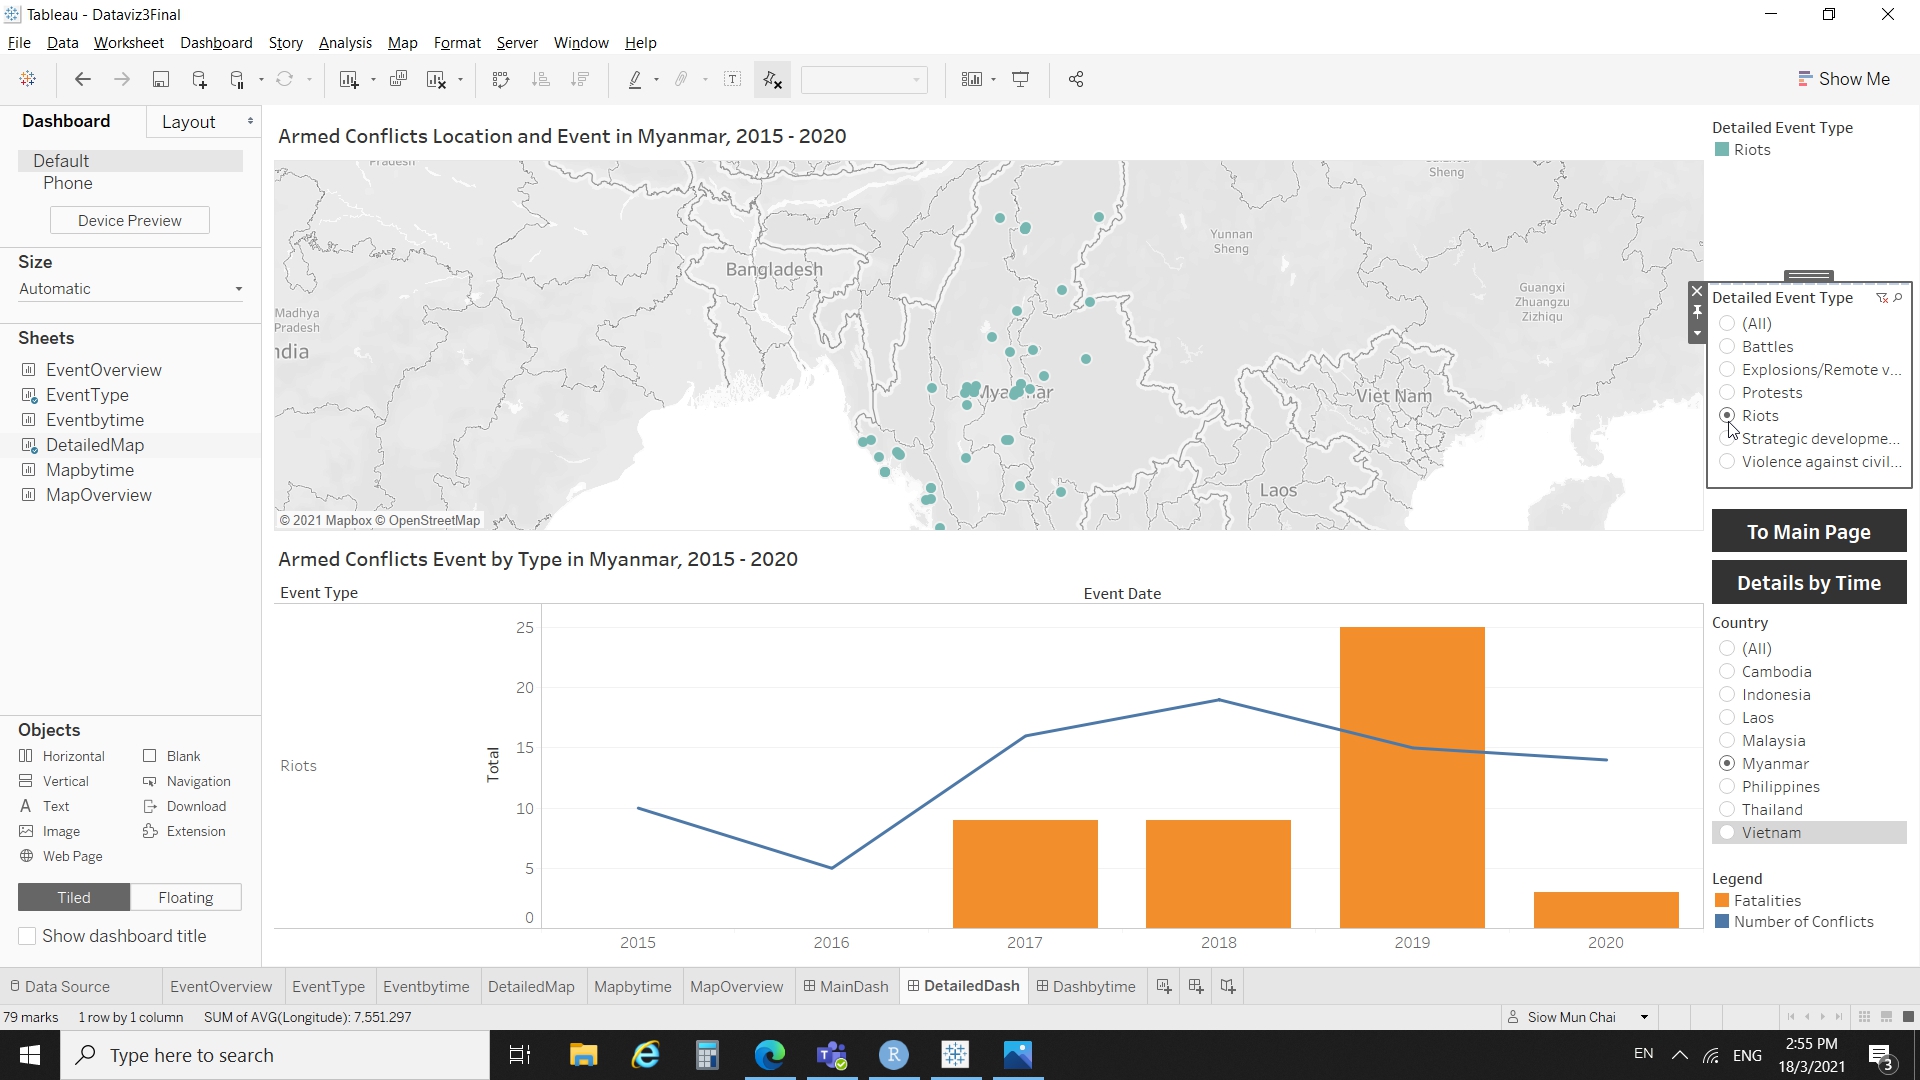 Tableau - Dataviz3Final
File Data Worksheet Dashboard Story Analysis Map Format Server Window Help
Show Me
Dashboard Layout
Default
Phone
Device Preview
Size
Automatic
Sheets
EventOverview
EventType
Eventbytime
DetailedMap
Mapbytime
MapOverview
Objects
Horizontal Blank
Vertical Navigation
A Text Download
Image Extension
Web Page
Tiled Floating
Show dashboard title
Armed Conflicts Location and Event in Myanmar, 2015 - 2020
Pradesh
Sheng
Yunnan
Sheng
Bangladesh
Guangxi
Zhuangzu
Zizhiqu
Madhya
Pradesh
ndia
Myanmar
Viet Nam
Laos
© 2021 Mapbox © OpenStreetMap
Armed Conflicts Event by Type in Myanmar, 2015 - 2020
Event Type Event Date
25
20
15
10
5
0
Total
Riots
2015 2016 2017 2018 2019 2020
Detailed Event Type
Riots
Detailed Event Type
(All)
Battles
Explosions/Remote v...
Protests
Riots
Strategic developme...
Violence against civil...
To Main Page
Details by Time
Country
(All)
Cambodia
Indonesia
Laos
Malaysia
Myanmar
Philippines
Thailand
Vietnam
Legend
Fatalities
Number of Conflicts
Data Source EventOverview EventType Eventbytime DetailedMap Mapbytime MapOverview MainDash DetailedDash Dashbytime
79 marks 1 row by 1 column SUM of AVG(Longitude): 7,551.297 Siow Mun Chai
Type here to search
EN ENG
2:55 PM
18/3/2021
3